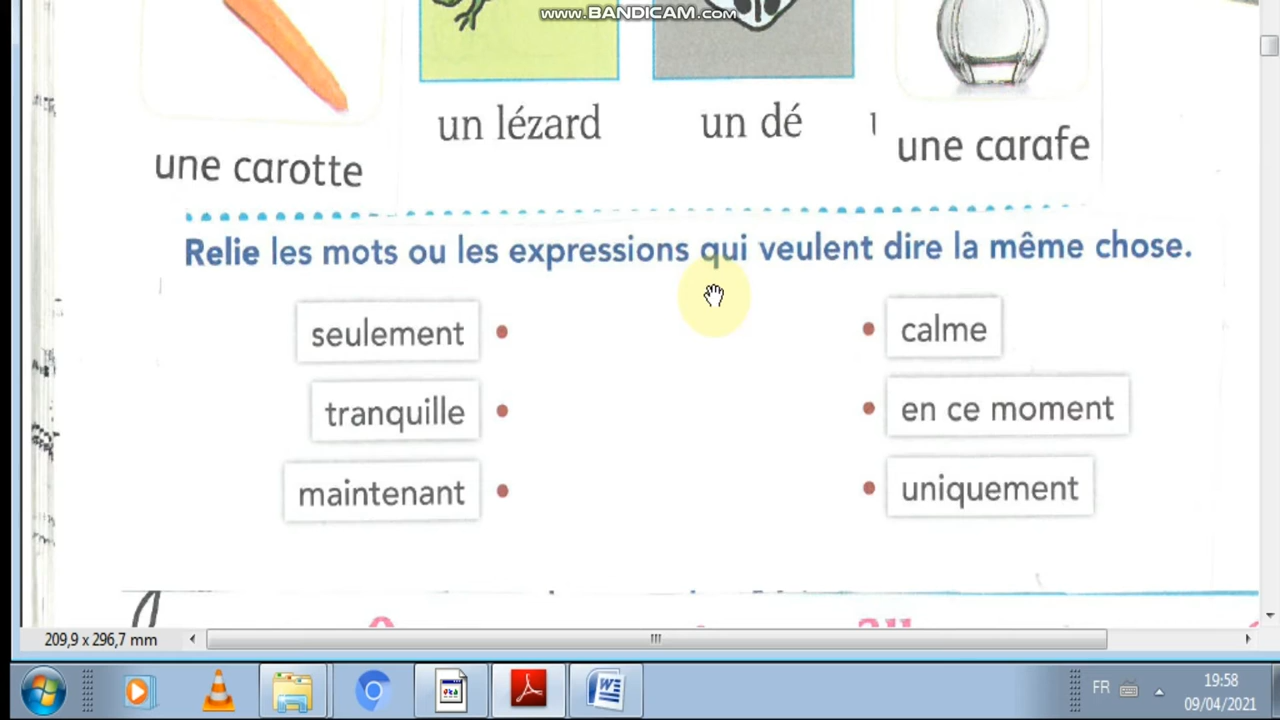 www.BANDICAM.com
un lézard
un dé
une carafe
une carotte
Relie les mots ou les expressions qui veulent dire la même chose.
seulement
calme
tranquille
en ce moment
maintenant
uniquement
209,9 x 296,7 mm
FR
19:58
09/04/2021